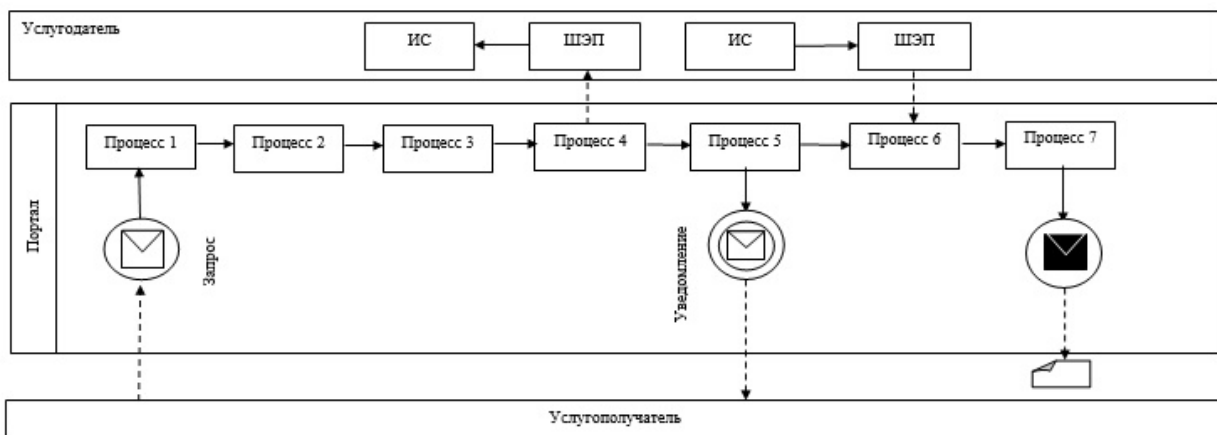 Услугодатель
ИС
ШЭП
ИС
ШЭП
Процесс 1
Процесс 2
Процесс 3
Процесс 4
Процесс 5
Процесс 6
Процесс 7
Портал
Запрос
Уведомление
Услугополучатель